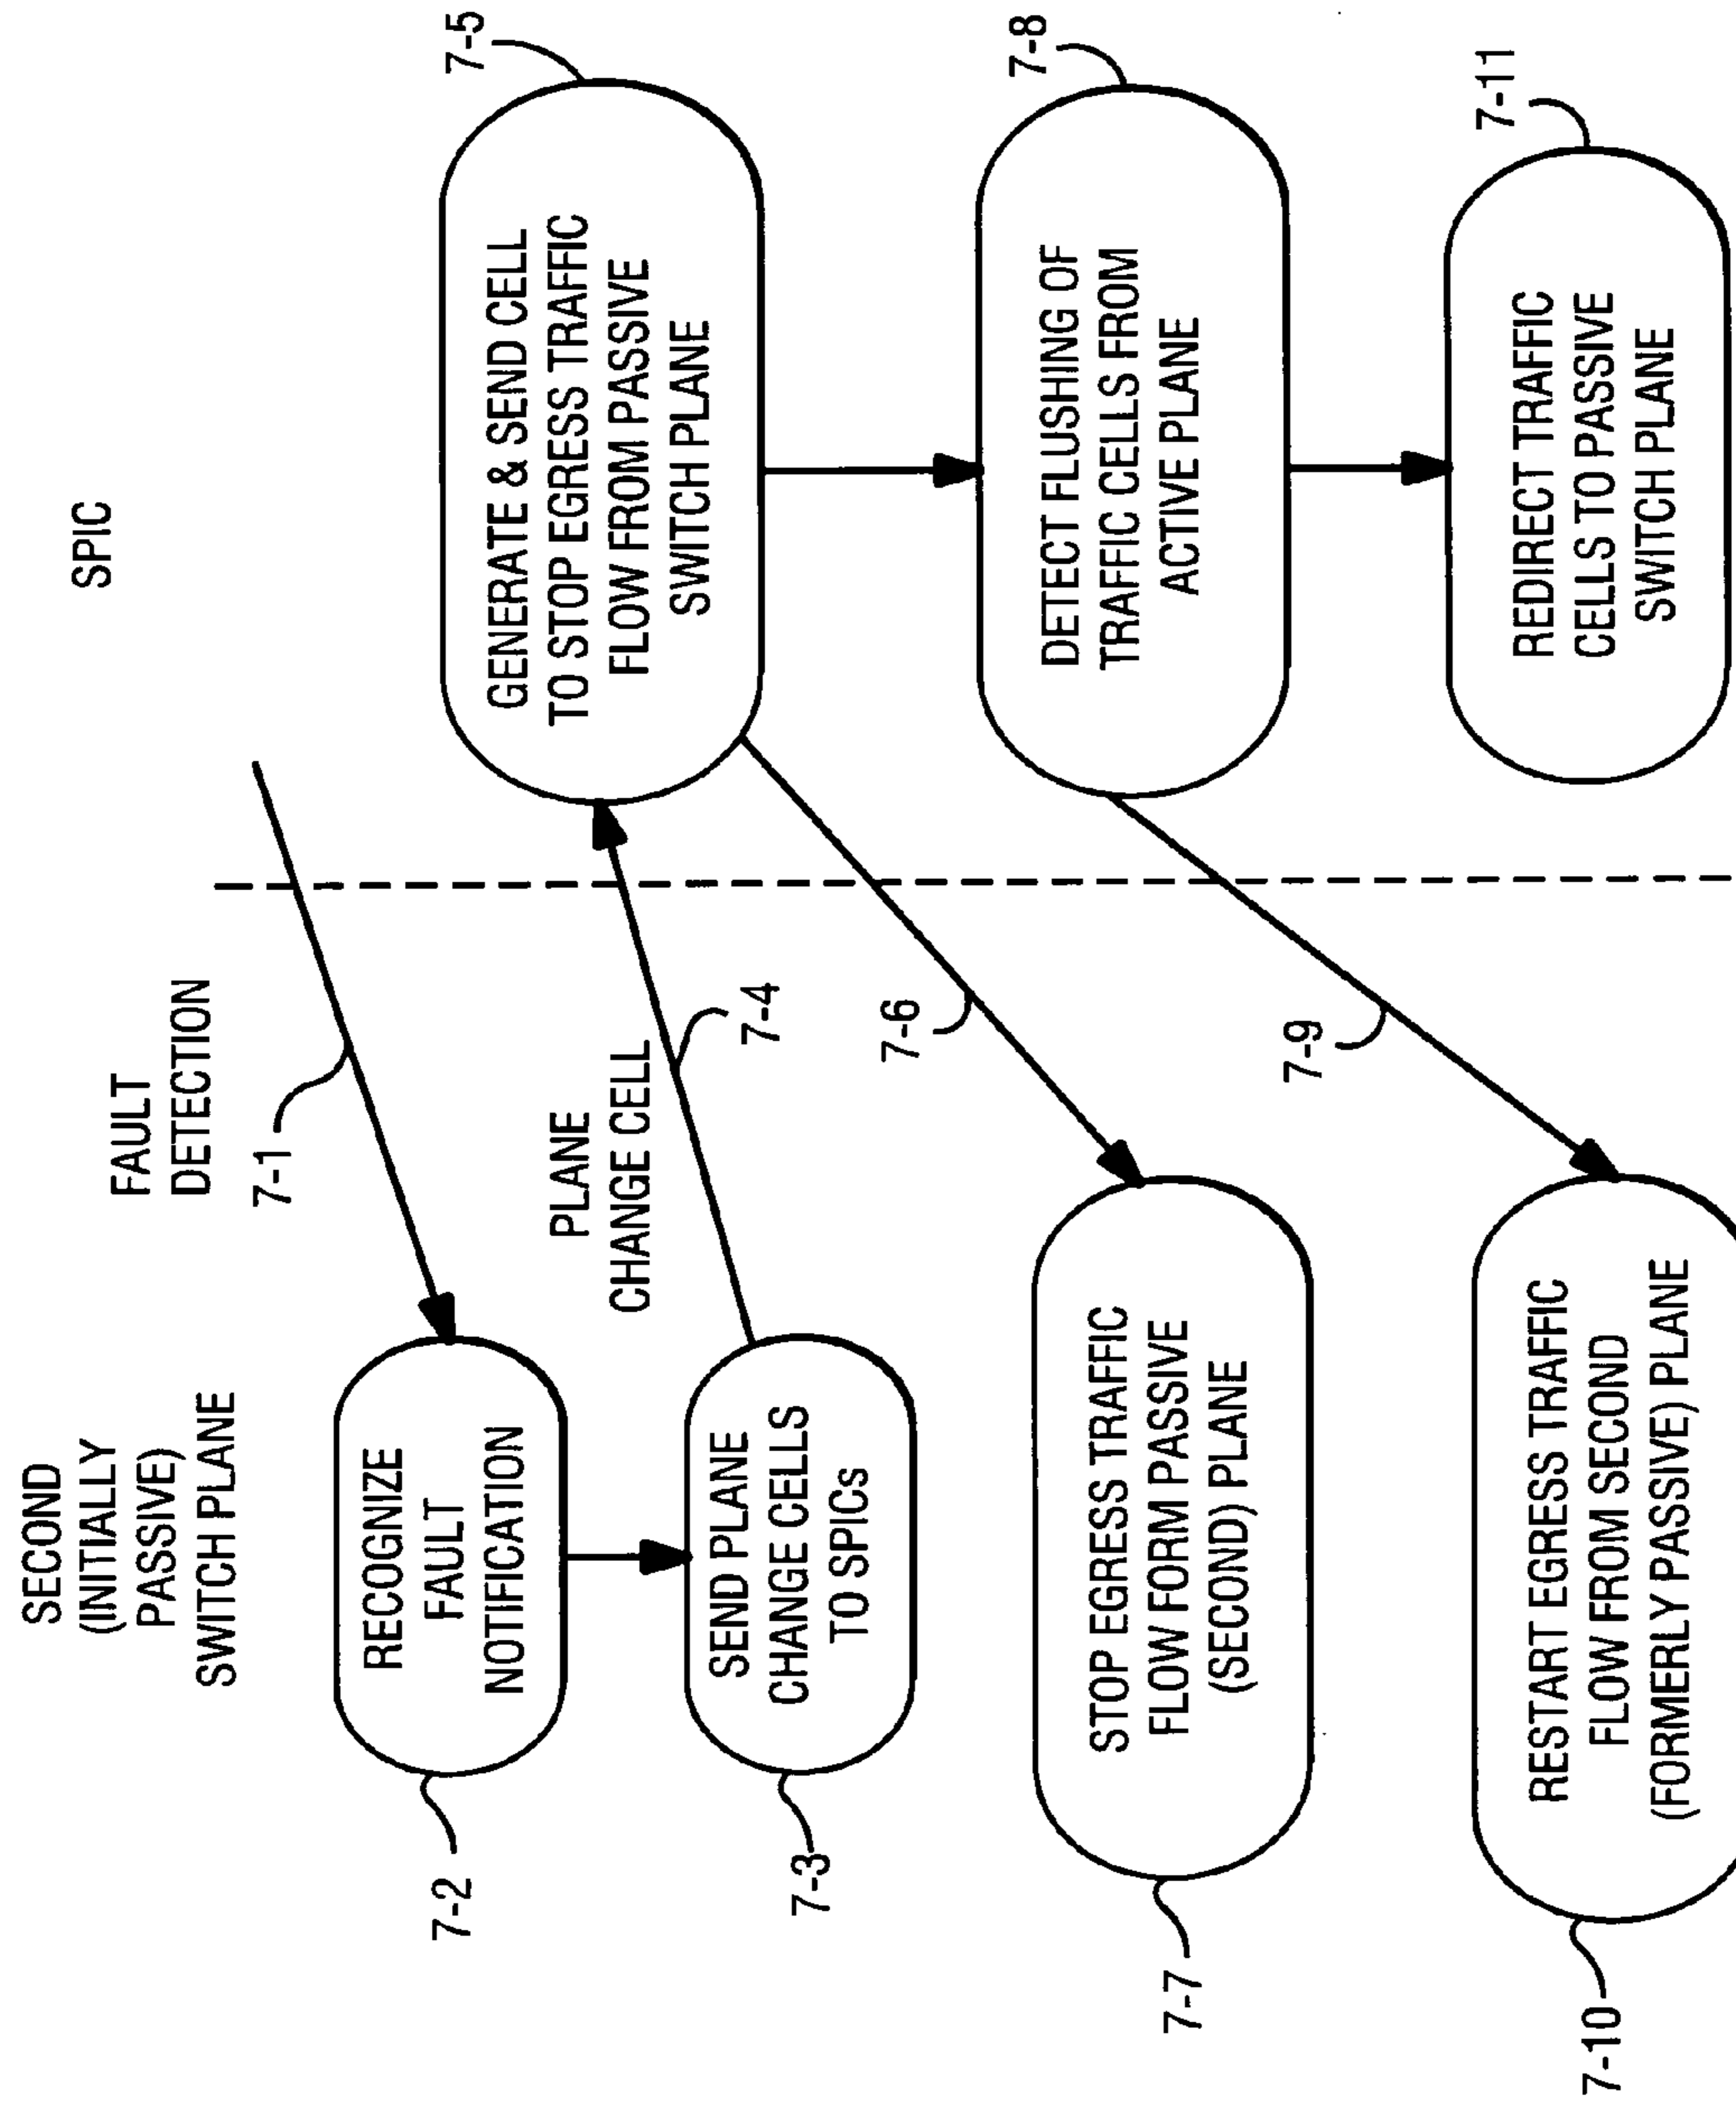 SECOND
(INITIALLY
PASSIVE)
SWITCH PLANE
FAULT
DETECTION
SPIC
7-1
RECOGNIZE
FAULT
NOTIFICATION
7-2
SEND PLANE
CHANGE CELLS
TO SPICs
7-3
PLANE
CHANGE CELL
7-4
GENERATE & SEND CELL
TO STOP EGRESS TRAFFIC
FLOW FROM PASSIVE
SWITCH PLANE
7-5
7-6
STOP EGRESS TRAFFIC
FLOW FORM PASSIVE
(SECOND) PLANE
7-7
DETECT FLUSHING OF
TRAFFIC CELLS FROM
ACTIVE PLANE
7-8
7-9
RESTART EGRESS TRAFFIC
FLOW FROM SECOND
(FORMERLY PASSIVE) PLANE
7-10
REDIRECT TRAFFIC
CELLS TO PASSIVE
SWITCH PLANE
7-11